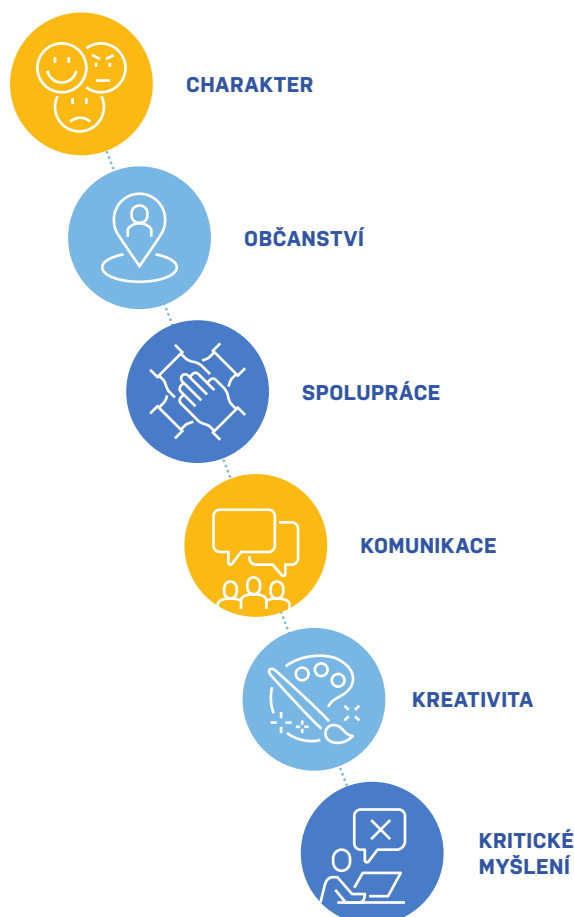 CHARAKTER
OBČANSTVÍ
SPOLUPRÁCE
KOMUNIKACE
KREATIVITA
KRITICKÉ
MYŠLENÍ